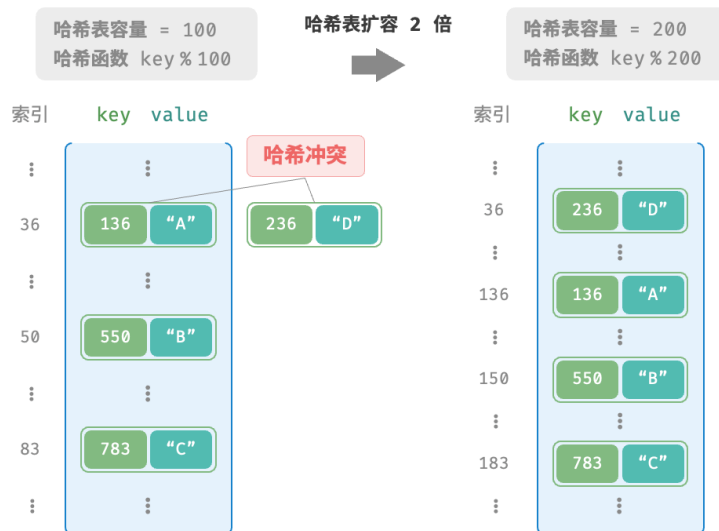 哈希表容量 = 100
哈希函数 key % 100
哈希表扩容 2 倍
哈希表容量 = 200
哈希函数 key % 200
索引 key value
哈希冲突
36 136 “A” 236 “D”
50 550 “B”
83 783 “C”
索引 key value
36 236 “D”
136 136 “A”
150 550 “B”
183 783 “C”